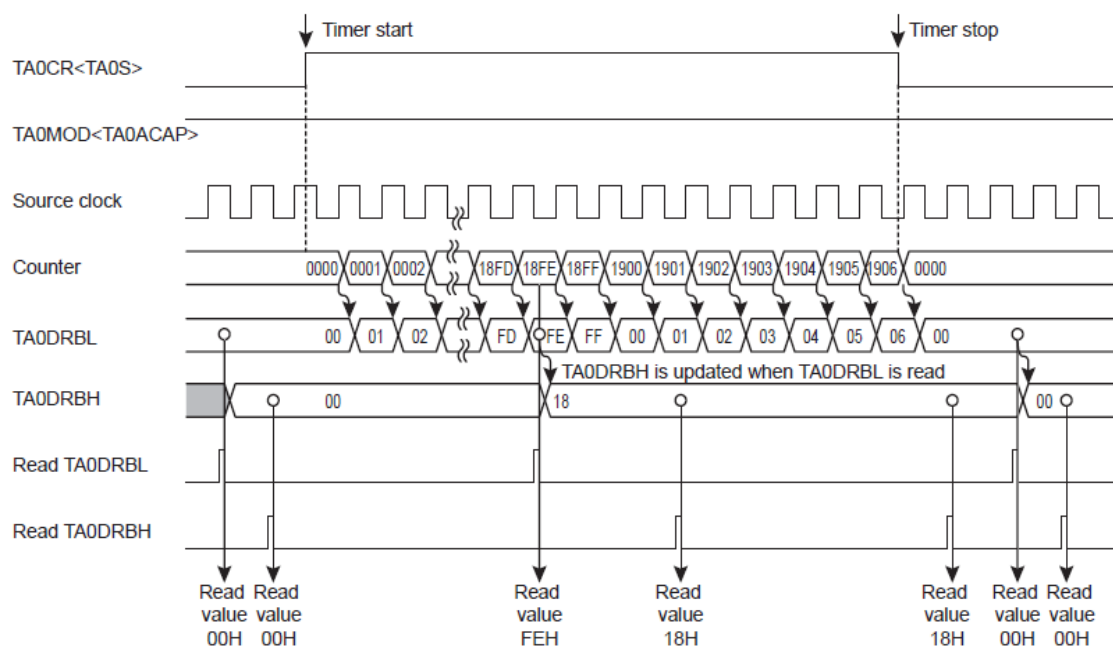 Timer start
Timer stop
TA0CR<TA0S>
TA0MOD<TA0ACAP>
Source clock
Counter
0000 0001 0002 18FD 18FE 18FF 1900 1901 1902 1903 1904 1905 1906 0000
TA0DRBL
00 01 02 FD FE FF 00 01 02 03 04 05 06 00
TA0DRBH is updated when TA0DRBL is read
TA0DRBH
00 18 00
Read TA0DRBL
Read TA0DRBH
Read value 00H
Read value 00H
Read value FEH
Read value 18H
Read value 18H
Read value 00H
Read value 00H